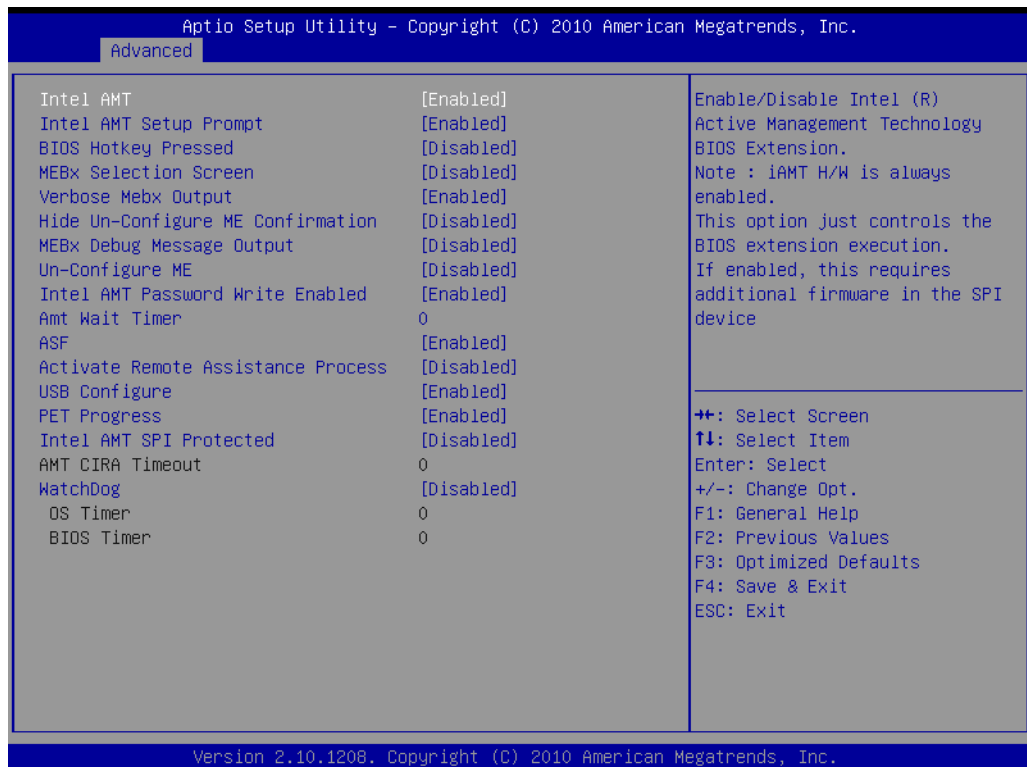 Aptio Setup Utility – Copyright (C) 2010 American Megatrends, Inc.
Advanced
Intel AMT [Enabled]
Intel AMT Setup Prompt [Enabled]
BIOS Hotkey Pressed [Disabled]
MEBx Selection Screen [Disabled]
Verbose Mebx Output [Enabled]
Hide Un-Configure ME Confirmation [Disabled]
MEBx Debug Message Output [Disabled]
Un-Configure ME [Disabled]
Intel AMT Password Write Enabled [Enabled]
Amt Wait Timer 0
ASF [Enabled]
Activate Remote Assistance Process [Disabled]
USB Configure [Enabled]
PET Progress [Enabled]
Intel AMT SPI Protected [Disabled]
AMT CIRA Timeout 0
WatchDog [Disabled]
OS Timer 0
BIOS Timer 0
Enable/Disable Intel (R)
Active Management Technology
BIOS Extension.
Note : iAMT H/W is always
enabled.
This option just controls the
BIOS extension execution.
If enabled, this requires
additional firmware in the SPI
device
→←: Select Screen
↑↓: Select Item
Enter: Select
+/-: Change Opt.
F1: General Help
F2: Previous Values
F3: Optimized Defaults
F4: Save & Exit
ESC: Exit
Version 2.10.1208. Copyright (C) 2010 American Megatrends, Inc.